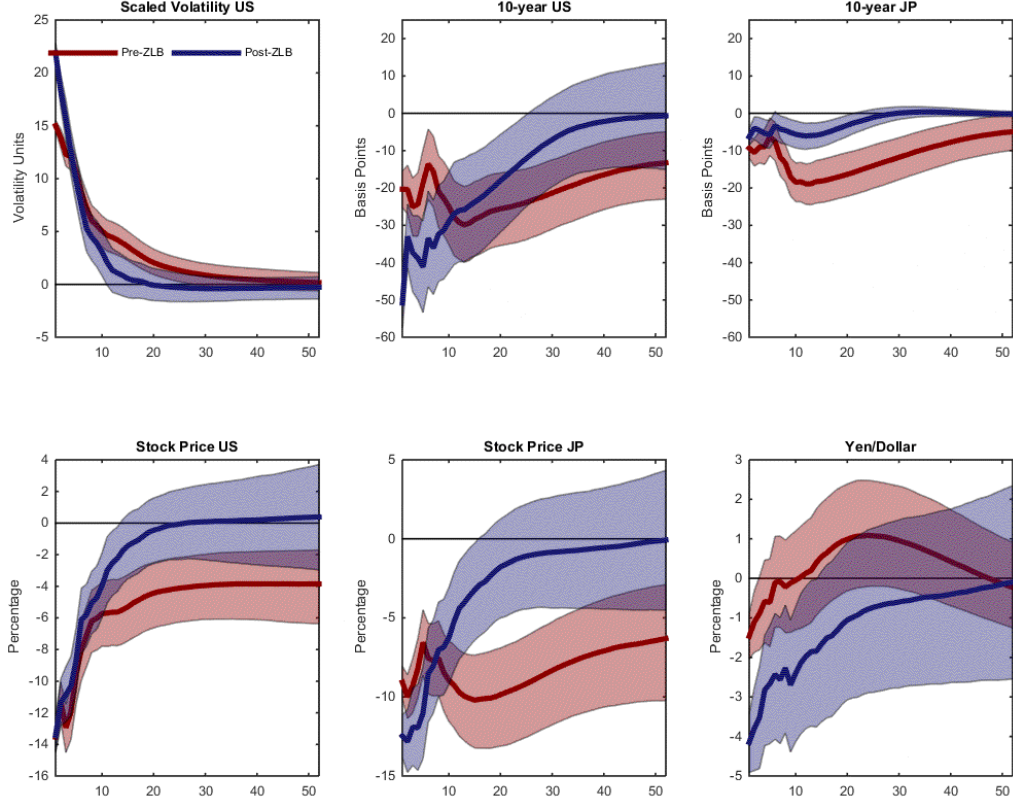 Scaled Volatility US
25
20
15
10
5
0
-5
Volatility Units
Pre-ZLB
Post-ZLB
10 20 30 40 50
10-year US
20
10
0
-10
-20
-30
-40
-50
-60
Basis Points
10 20 30 40 50
10-year JP
20
10
0
-10
-20
-30
-40
-50
-60
Basis Points
10 20 30 40 50
Stock Price US
4
2
0
-2
-4
-6
-8
-10
-12
-14
-16
Percentage
10 20 30 40 50
Stock Price JP
5
0
-5
-10
-15
Percentage
10 20 30 40 50
Yen/Dollar
3
2
1
0
-1
-2
-3
-4
-5
Percentage
10 20 30 40 50